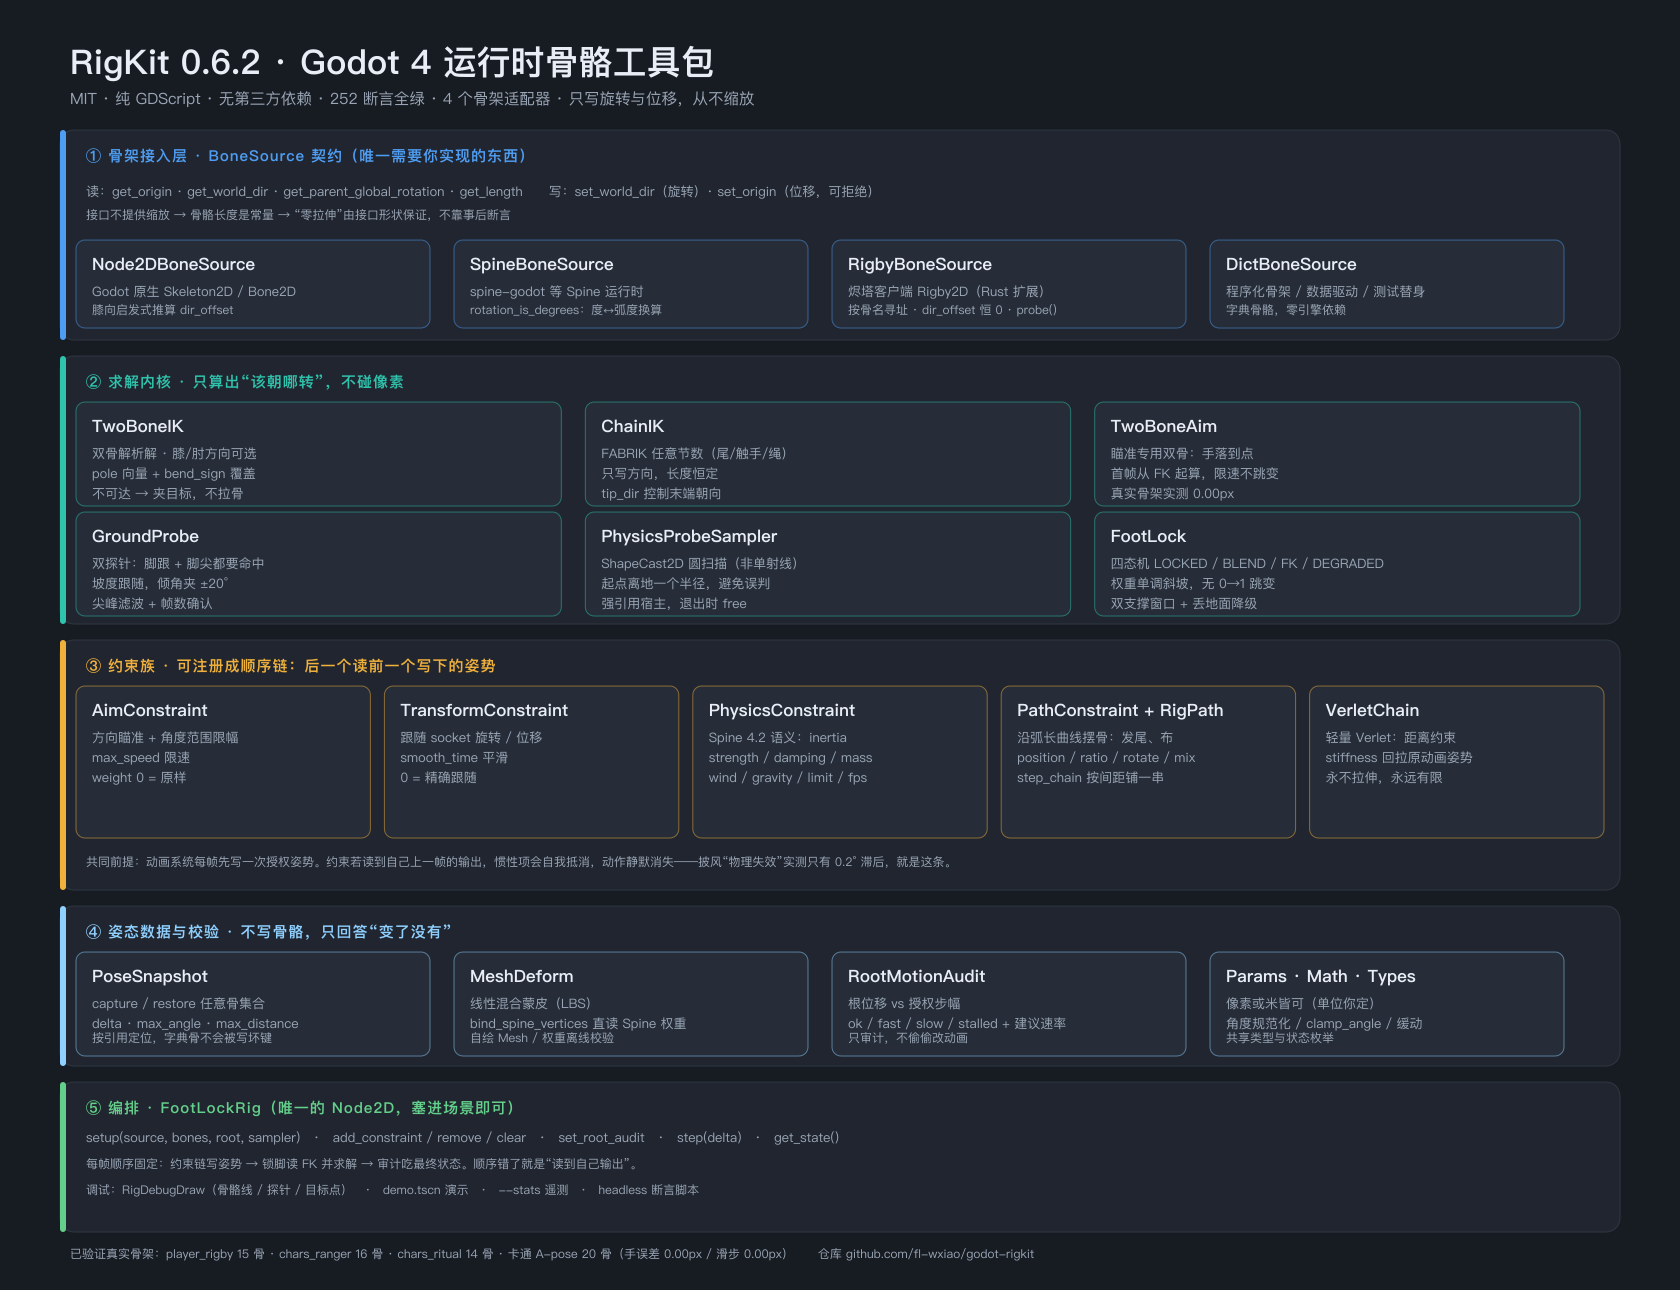 RigKit 0.6.2 · Godot 4 运行时骨骼工具包
MIT · 纯 GDScript · 无第三方依赖 · 252 断言全绿 · 4 个骨架适配器 · 只写旋转与位移，从不缩放
① 骨架接入层 · BoneSource 契约（唯一需要你实现的东西）
读：get_origin · get_world_dir · get_parent_global_rotation · get_length 写：set_world_dir（旋转）· set_origin（位移，可拒绝）
接口不提供缩放 → 骨骼长度是常量 → “零拉伸”由接口形状保证，不靠事后断言
Node2DBoneSource
Godot 原生 Skeleton2D / Bone2D
膝向启发式推算 dir_offset
SpineBoneSource
spine-godot 等 Spine 运行时
rotation_is_degrees：度↔弧度换算
RigbyBoneSource
烬塔客户端 Rigby2D（Rust 扩展）
按骨名寻址 · dir_offset 恒 0 · probe()
DictBoneSource
程序化骨架 / 数据驱动 / 测试替身
字典骨骼，零引擎依赖
② 求解内核 · 只算出“该朝哪转”，不碰像素
TwoBoneIK
双骨解析解 · 膝/肘方向可选
pole 向量 + bend_sign 覆盖
不可达 → 夹目标，不拉骨
ChainIK
FABRIK 任意节数（尾/触手/绳）
只写方向，长度恒定
tip_dir 控制末端朝向
TwoBoneAim
瞄准专用双骨：手落到点
首帧从 FK 起算，限速不跳变
真实骨架实测 0.00px
GroundProbe
双探针：脚跟 + 脚尖都要命中
坡度跟随，倾角夹 ±20°
尖峰滤波 + 帧数确认
PhysicsProbeSampler
ShapeCast2D 圆扫描（非单射线）
起点离地一个半径，避免误判
强引用宿主，退出时 free
FootLock
四态机 LOCKED / BLEND / FK / DEGRADED
权重单调斜坡，无 0→1 跳变
双支撑窗口 + 丢地面降级
③ 约束族 · 可注册成顺序链：后一个读前一个写下的姿势
AimConstraint
方向瞄准 + 角度范围限幅
max_speed 限速
weight 0 = 原样
TransformConstraint
跟随 socket 旋转 / 位移
smooth_time 平滑
0 = 精确跟随
PhysicsConstraint
Spine 4.2 语义：inertia
strength / damping / mass
wind / gravity / limit / fps
PathConstraint + RigPath
沿弧长曲线摆骨：发尾、布
position / ratio / rotate / mix
step_chain 按间距铺一串
VerletChain
轻量 Verlet：距离约束
stiffness 回拉原动画姿势
永不拉伸，永远有限
共同前提：动画系统每帧先写一次授权姿势。约束若读到自己上一帧的输出，惯性项会自我抵消，动作静默消失——披风“物理失效”实测只有 0.2° 滞后，就是这条。
④ 姿态数据与校验 · 不写骨骼，只回答“变了没有”
PoseSnapshot
capture / restore 任意骨集合
delta · max_angle · max_distance
按引用定位，字典骨不会被写坏键
MeshDeform
线性混合蒙皮（LBS）
bind_spine_vertices 直读 Spine 权重
自绘 Mesh / 权重离线校验
RootMotionAudit
根位移 vs 授权步幅
ok / fast / slow / stalled + 建议速率
只审计，不偷偷改动画
Params · Math · Types
像素或米皆可（单位你定）
角度规范化 / clamp_angle / 缓动
共享类型与状态枚举
⑤ 编排 · FootLockRig（唯一的 Node2D，塞进场景即可）
setup(source, bones, root, sampler) · add_constraint / remove / clear · set_root_audit · step(delta) · get_state()
每帧顺序固定：约束链写姿势 → 锁脚读 FK 并求解 → 审计吃最终状态。顺序错了就是“读到自己输出”。
调试：RigDebugDraw（骨骼线 / 探针 / 目标点） · demo.tscn 演示 · --stats 遥测 · headless 断言脚本
已验证真实骨架：player_rigby 15 骨 · chars_ranger 16 骨 · chars_ritual 14 骨 · 卡通 A-pose 20 骨（手误差 0.00px / 滑步 0.00px） 仓库 github.com/fl-wxiao/godot-rigkit